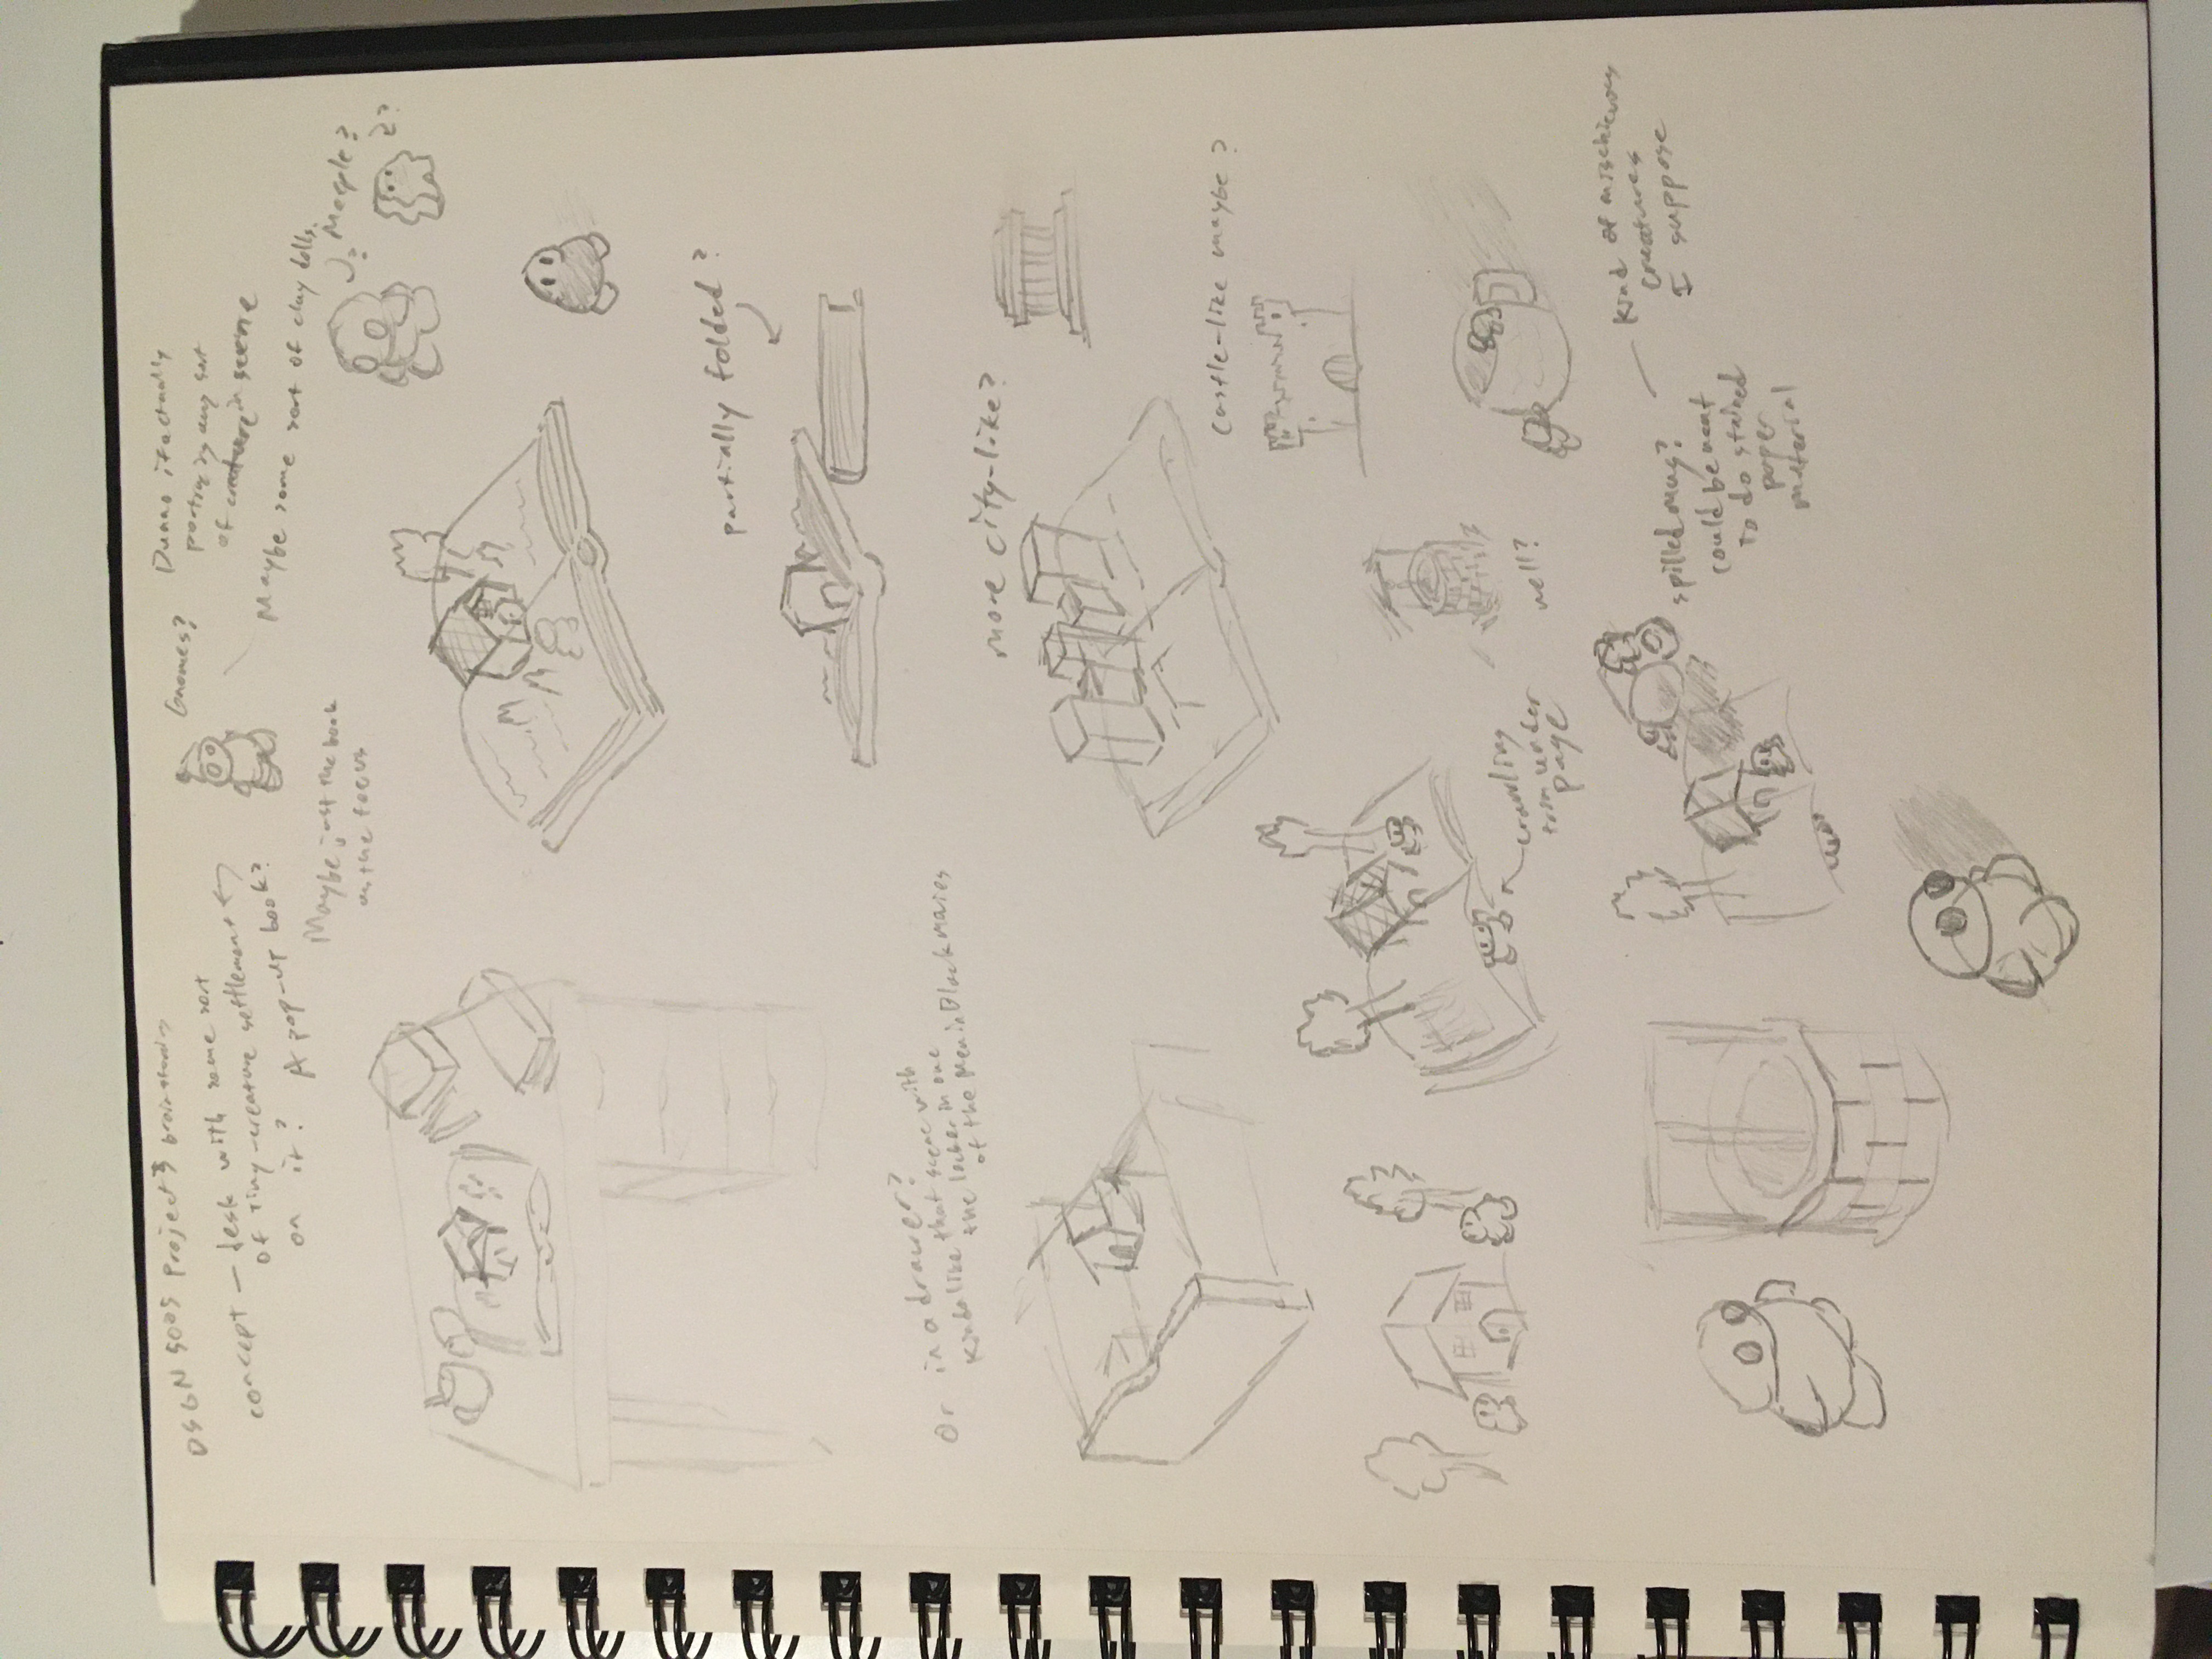 DSGN 5005 Project 3 brainstorming
concept — desk with some sort
of tiny-creature settlement
on it? A pop-up book?
Maybe just the book
as the focus
Gnomes?
Dunno if actually
portraying any sort
of creature in scene
Maybe some sort of clay dolls.
?
Meeple?
?
partially folded?
Or in a drawer?
Kinda like that scene with
the locker in one
of the Men in Black movies
more city-like?
castle-like maybe?
crawling
from under
page
well?
spilled mug?
could be neat
to do stained
paper
material
Kind of mischievous
creatures
I suppose